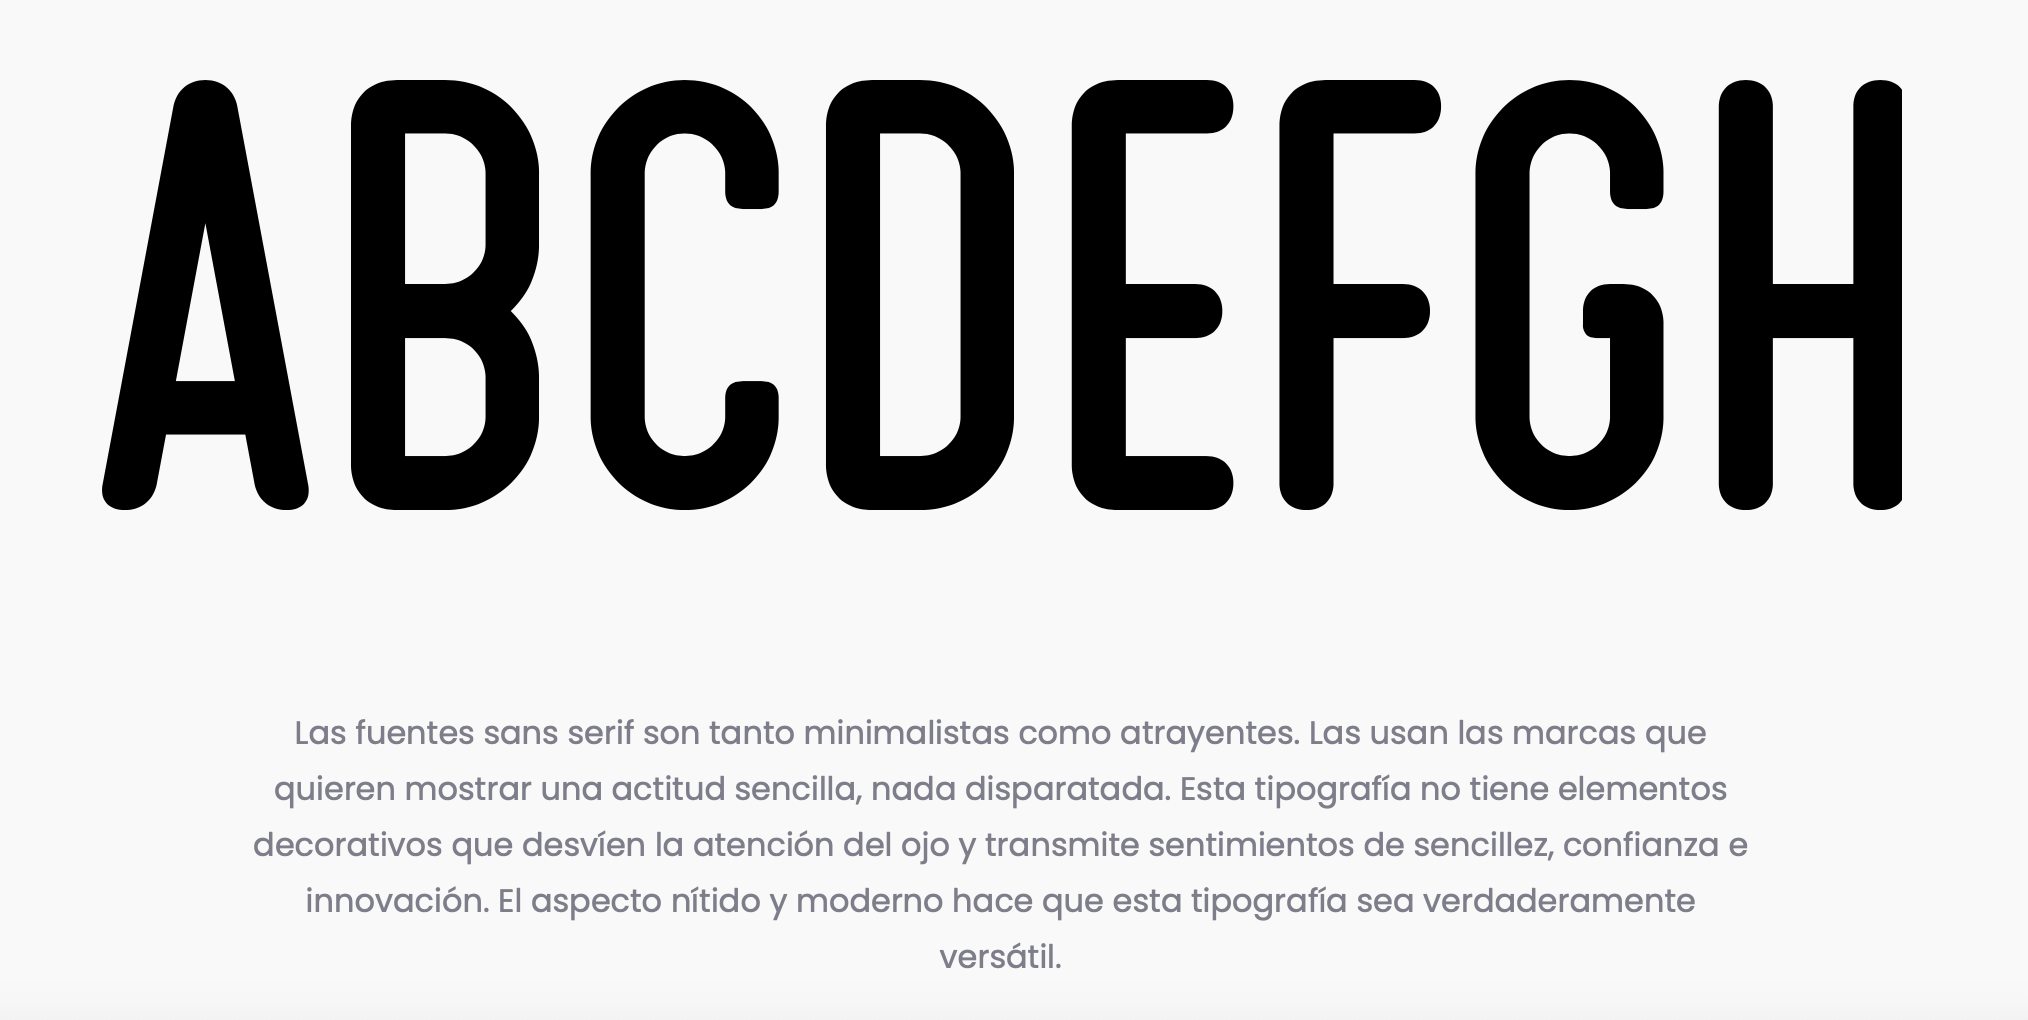 ABCDEFGH
Las fuentes sans serif son tanto minimalistas como atrayentes. Las usan las marcas que
quieren mostrar una actitud sencilla, nada disparatada. Esta tipografía no tiene elementos
decorativos que desvíen la atención del ojo y transmite sentimientos de sencillez, confianza e
innovación. El aspecto nítido y moderno hace que esta tipografía sea verdaderamente
versátil.